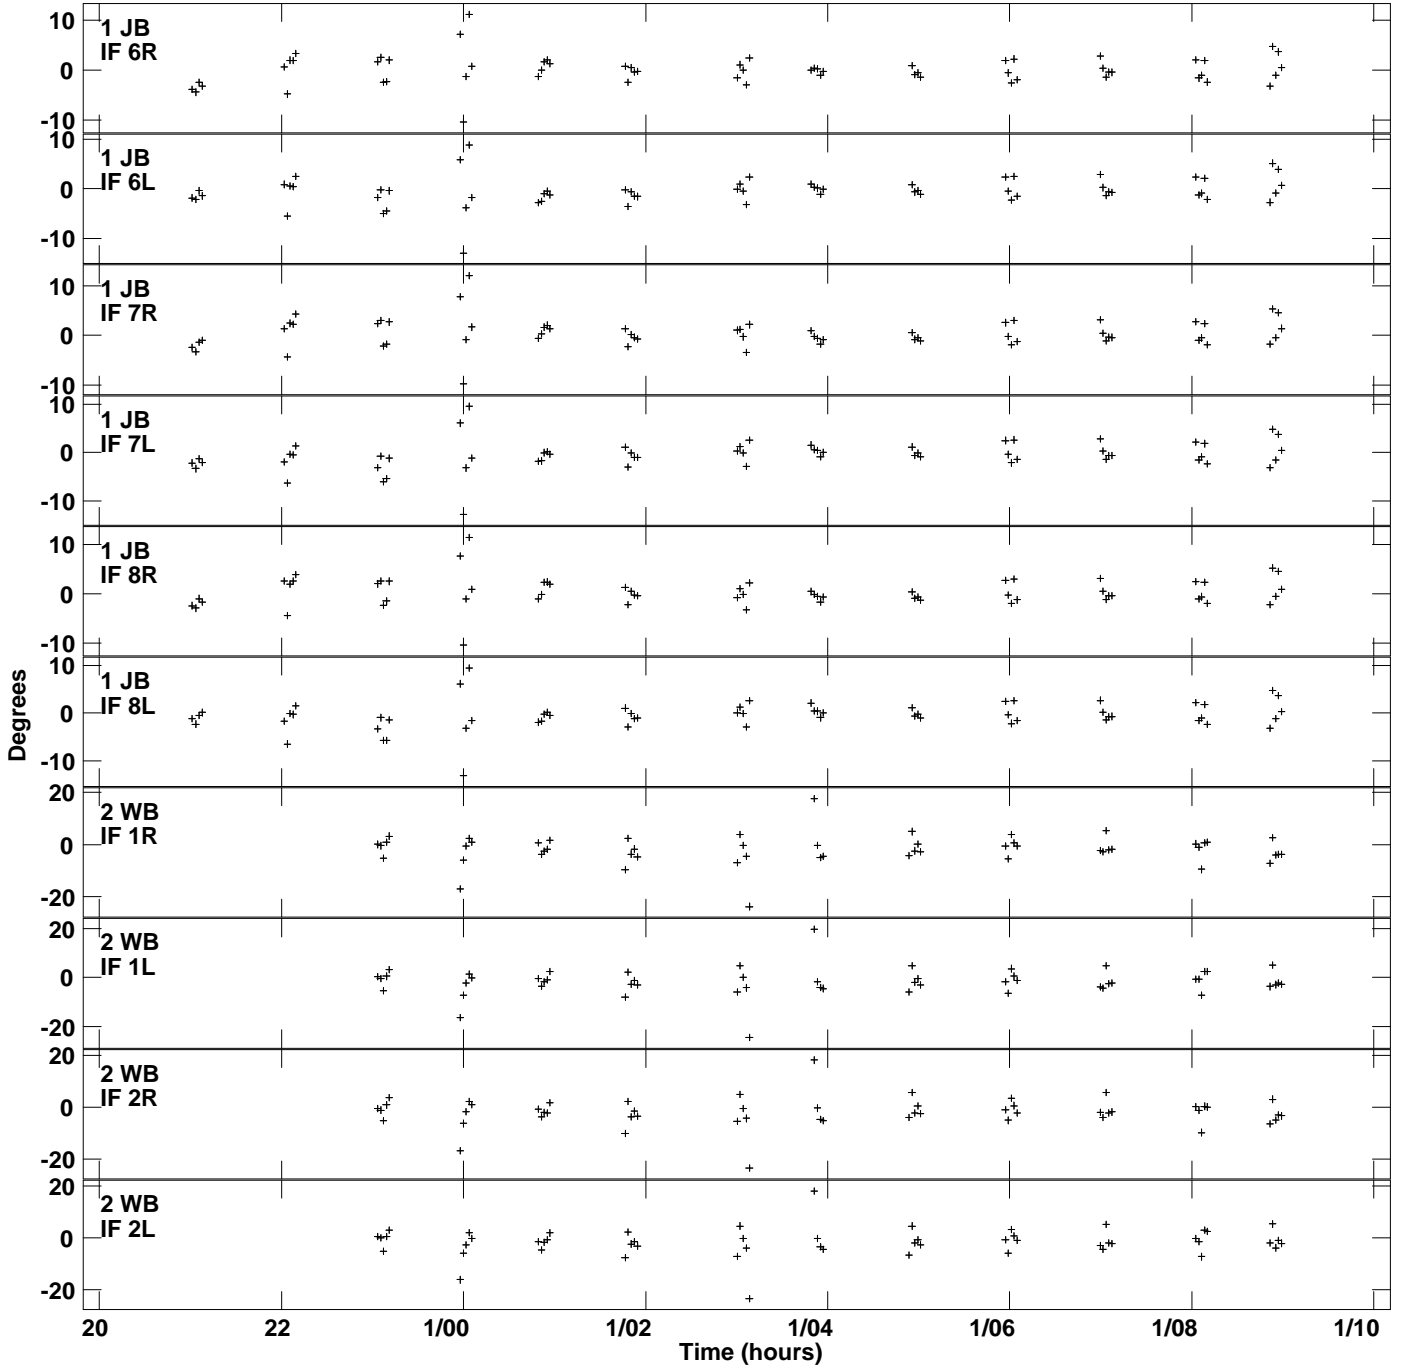 10
1 JB
IF 6R
0
-10
10
1 JB
IF 6L
0
-10
10
1 JB
IF 7R
0
-10
10
1 JB
IF 7L
0
-10
10
1 JB
IF 8R
0
-10
10
1 JB
IF 8L
0
-10
20
2 WB
IF 1R
0
-20
20
2 WB
IF 1L
0
-20
20
2 WB
IF 2R
0
-20
20
2 WB
IF 2L
0
-20
Degrees
20 22 1/00 1/02 1/04 1/06 1/08 1/10
Time (hours)